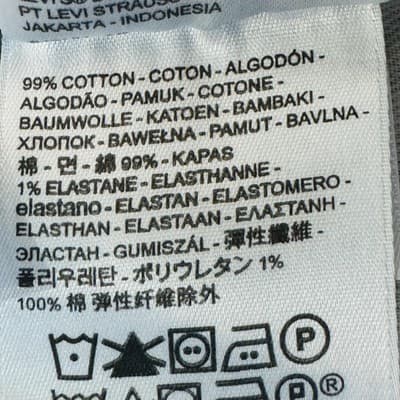 PT LEVI STRAUSS
JAKARTA - INDONESIA
99% COTTON - COTON - ALGODÓN -
ALGODÃO - PAMUK - COTONE -
BAUMWOLLE - KATOEN - BAMBAKI -
ХЛОПОК - BAWEŁNA - PAMUT - BAVLNA -
棉 - 면 - 綿 99% - KAPAS
1% ELASTANE - ELASTHANNE -
elastano - ELASTAN - ELASTOMERO -
ELASTHAN - ELASTAAN - ΕΛΑΣΤΑΝΗ -
ЭЛАСТАН - GUMISZÁL - 彈性纖維 -
폴리우레탄 - ポリウレタン 1%
100% 棉 弹性纤维除外
P
P ®